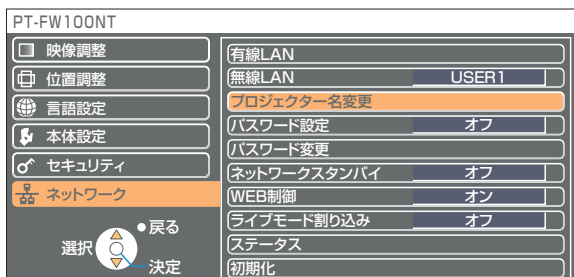 PT-FW100NT
映像調整
位置調整
言語設定
本体設定
セキュリティ
ネットワーク
戻る
選択
決定
有線LAN
無線LAN USER1
プロジェクター名変更
パスワード設定 オフ
パスワード変更
ネットワークスタンバイ オフ
WEB制御 オン
ライブモード割り込み オフ
ステータス
初期化